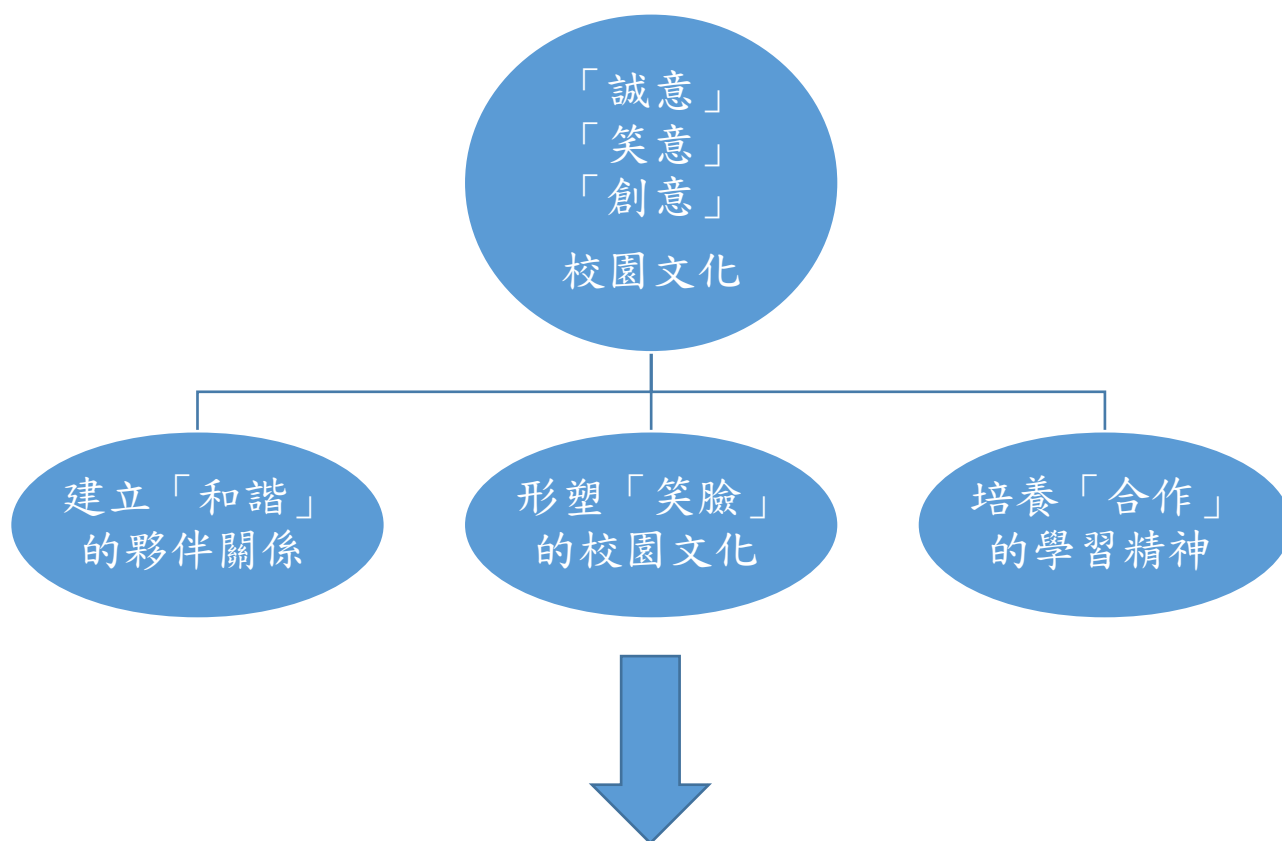 「誠意」
「笑意」
「創意」
校園文化
建立「和諧」
的夥伴關係
形塑「笑臉」
的校園文化
培養「合作」
的學習精神